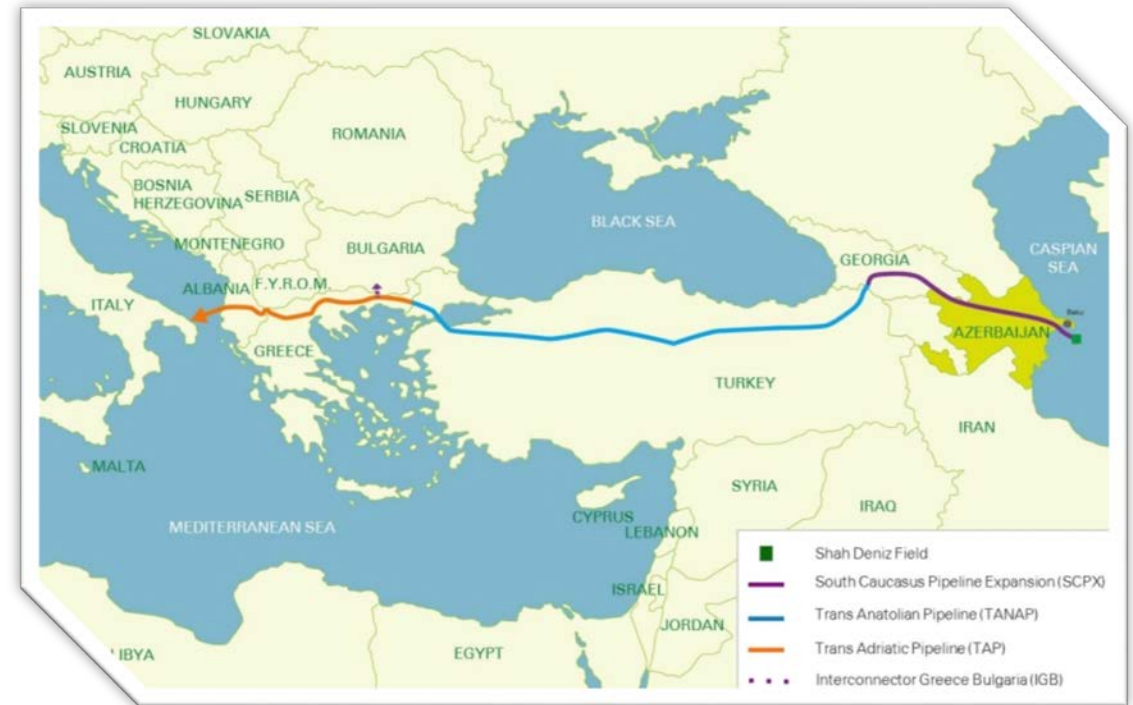 SLOVAKIA
AUSTRIA
HUNGARY
SLOVENIA
CROATIA
ROMANIA
BOSNIA
HERZEGOVINA
SERBIA
BLACK SEA
MONTENEGRO
BULGARIA
GEORGIA
CASPIAN
SEA
ALBANIA
F.Y.R.O.M.
ITALY
Baku
AZERBAIJAN
GREECE
TURKEY
IRAN
MALTA
SYRIA
IRAQ
CYPRUS
MEDITERRANEAN SEA
LEBANON
ISRAEL
JORDAN
LIBYA
EGYPT
Shah Deniz Field
South Caucasus Pipeline Expansion (SCPX)
Trans Anatolian Pipeline (TANAP)
Trans Adriatic Pipeline (TAP)
Interconnector Greece Bulgaria (IGB)